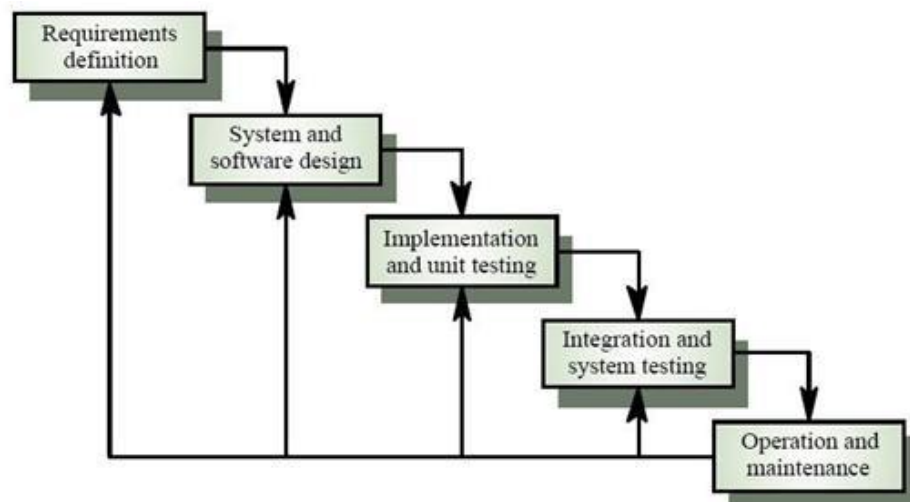 Requirements
definition
System and
software design
Implementation
and unit testing
Integration and
system testing
Operation and
maintenance